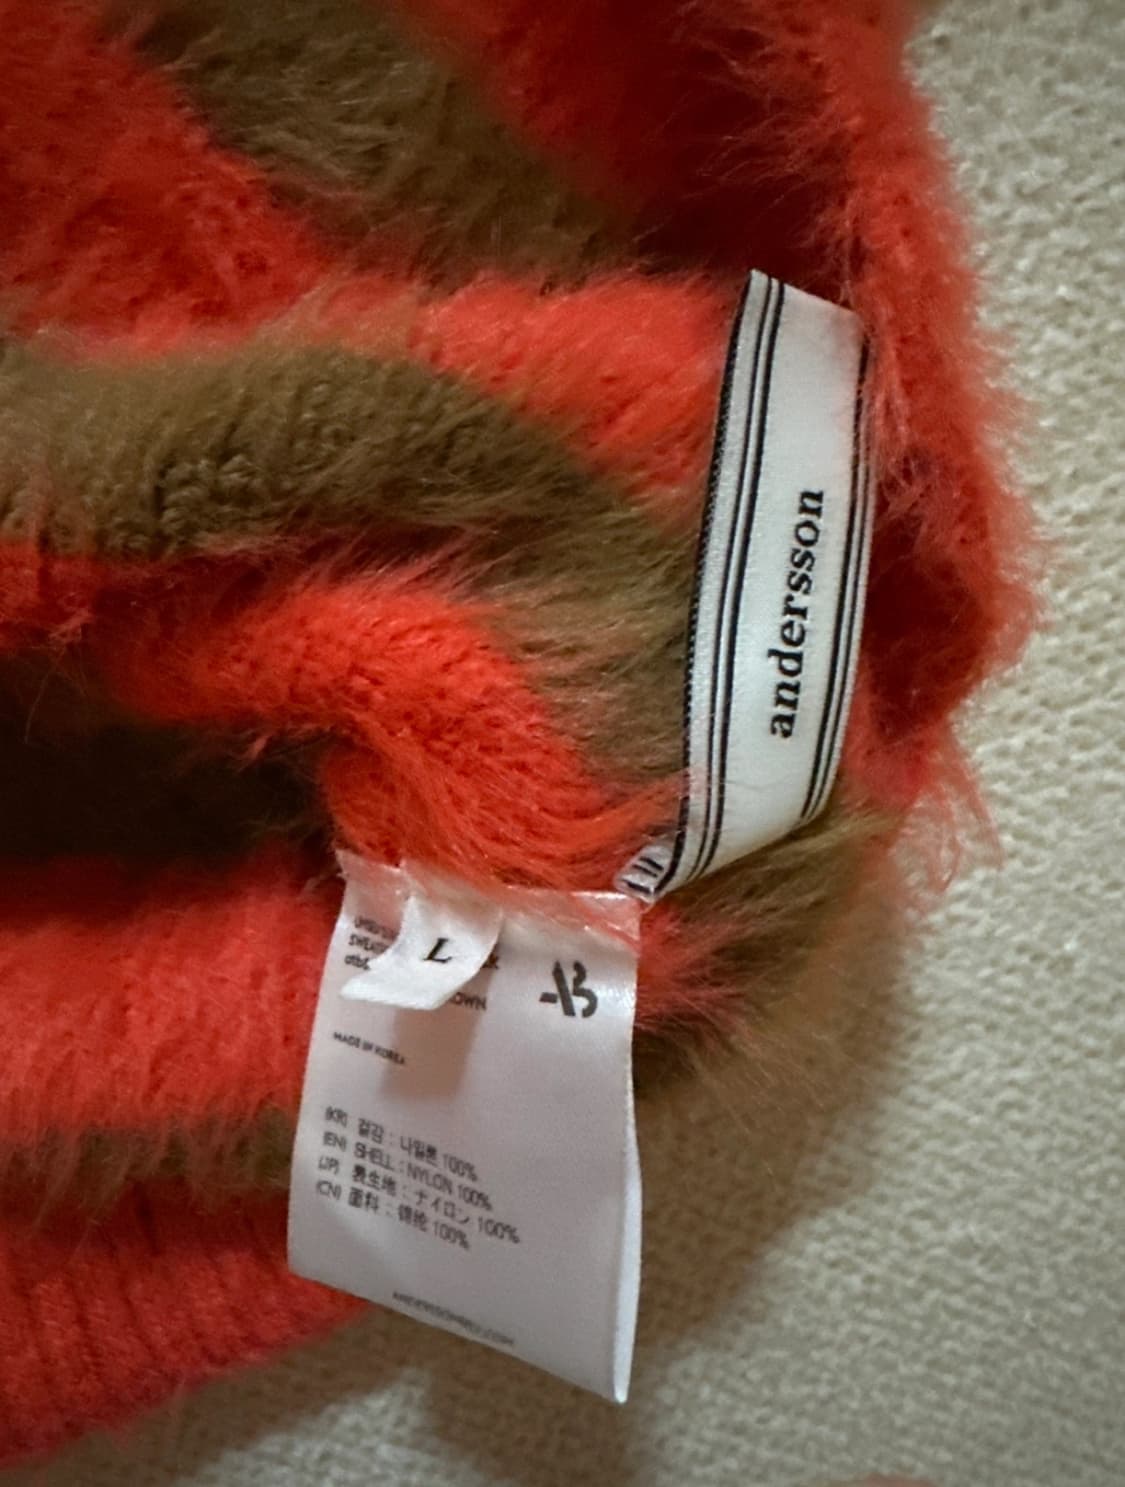 andersson
L
AB
MADE IN KOREA
(KR) 겉감 : 나일론 100%
(EN) SHELL : NYLON 100%
(JP) 表生地 : ナイロン 100%
(CN) 面料 : 锦纶 100%